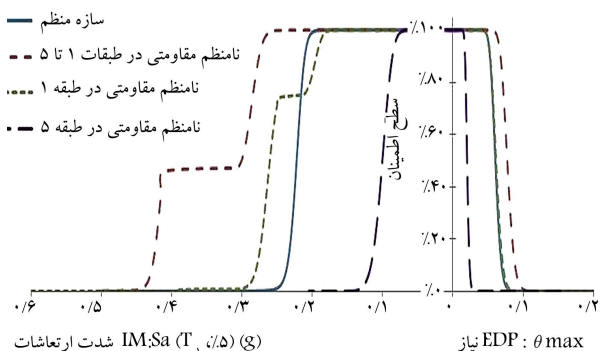 سازه منظم
نامنظم مقاومتی در طبقات ۱ تا ۵
نامنظم مقاومتی در طبقه ۱
نامنظم مقاومتی در طبقه ۵
٪۱۰۰
٪۸۰
٪۶۰
٪۴۰
٪۲۰
٪۰
سطح اطمینان
۰/۶ ۰/۵ ۰/۴ ۰/۳ ۰/۲ ۰/۱ ۰ ۰/۱ ۰/۲
شدت ارتعاشات IM:Sa (T₁ ،٪۵) (g)
نیاز EDP : θ max